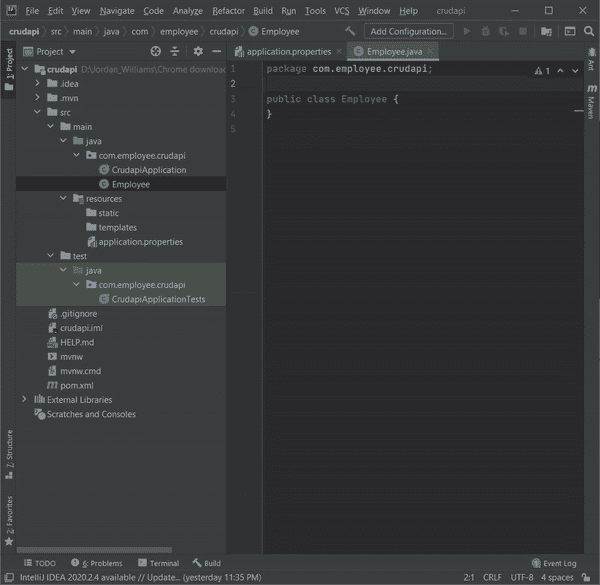 File Edit View Navigate Code Analyze Refactor Build Run Tools VCS Window Help crudapi
crudapi src main java com employee crudapi Employee Add Configuration...
Project
application.properties
Employee.java
1: Project
crudapi D:\Jordan_Williams\Chrome downloa
.idea
.mvn
src
main
java
com.employee.crudapi
CrudapiApplication
Employee
resources
static
templates
application.properties
test
java
com.employee.crudapi
CrudapiApplicationTests
.gitignore
crudapi.iml
HELP.md
mvnw
mvnw.cmd
pom.xml
External Libraries
Scratches and Consoles
1 package com.employee.crudapi;
2
3 public class Employee {
4 }
5
1
Ant
m Maven
Z: Structure
2: Favorites
TODO 6: Problems Terminal Build Event Log
IntelliJ IDEA 2020.2.4 available // Update... (yesterday 11:35 PM) 2:1 CRLF UTF-8 4 spaces